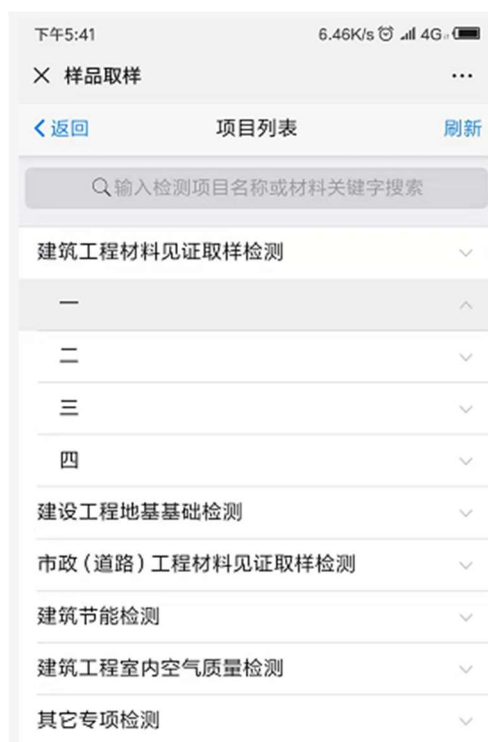 下午5:41 6.46K/s 4G
样品取样 ...
返回 项目列表 刷新
输入检测项目名称或材料关键字搜索
建筑工程材料见证取样检测
一
二
三
四
建设工程地基基础检测
市政(道路)工程材料见证取样检测
建筑节能检测
建筑工程室内空气质量检测
其它专项检测